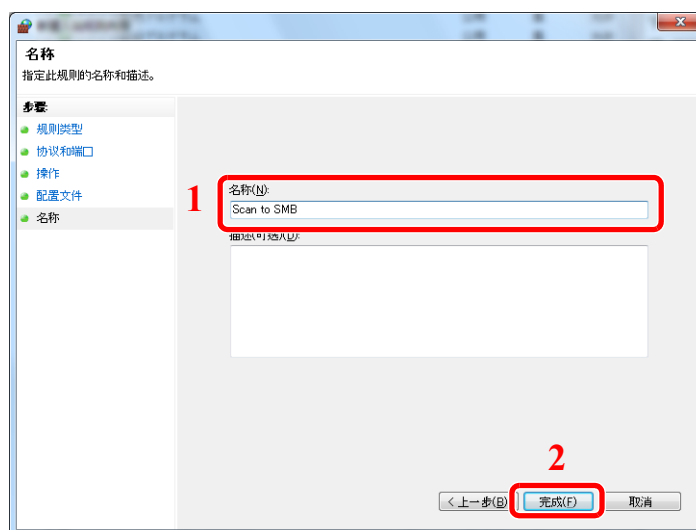 名称
指定此规则的名称和描述。
步骤:
规则类型
协议和端口
操作
配置文件
名称
1
名称(N):
Scan to SMB
描述(可选)(D):
2
< 上一步(B)
完成(F)
取消